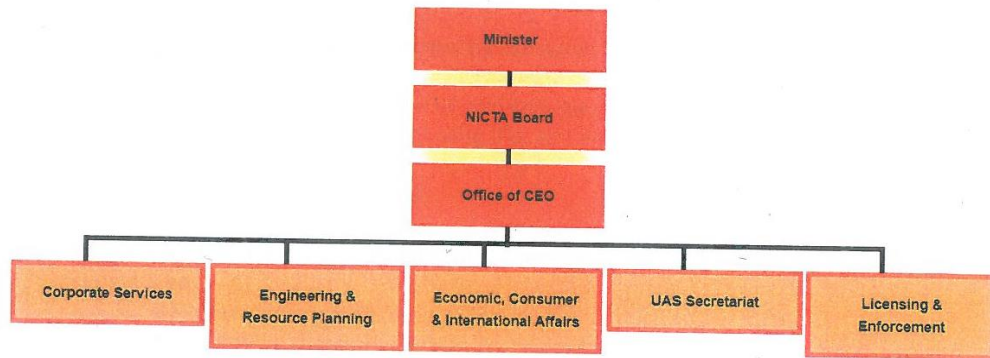 Minister
NICTA Board
Office of CEO
Corporate Services
Engineering &
Resource Planning
Economic, Consumer
& International Affairs
UAS Secretariat
Licensing &
Enforcement